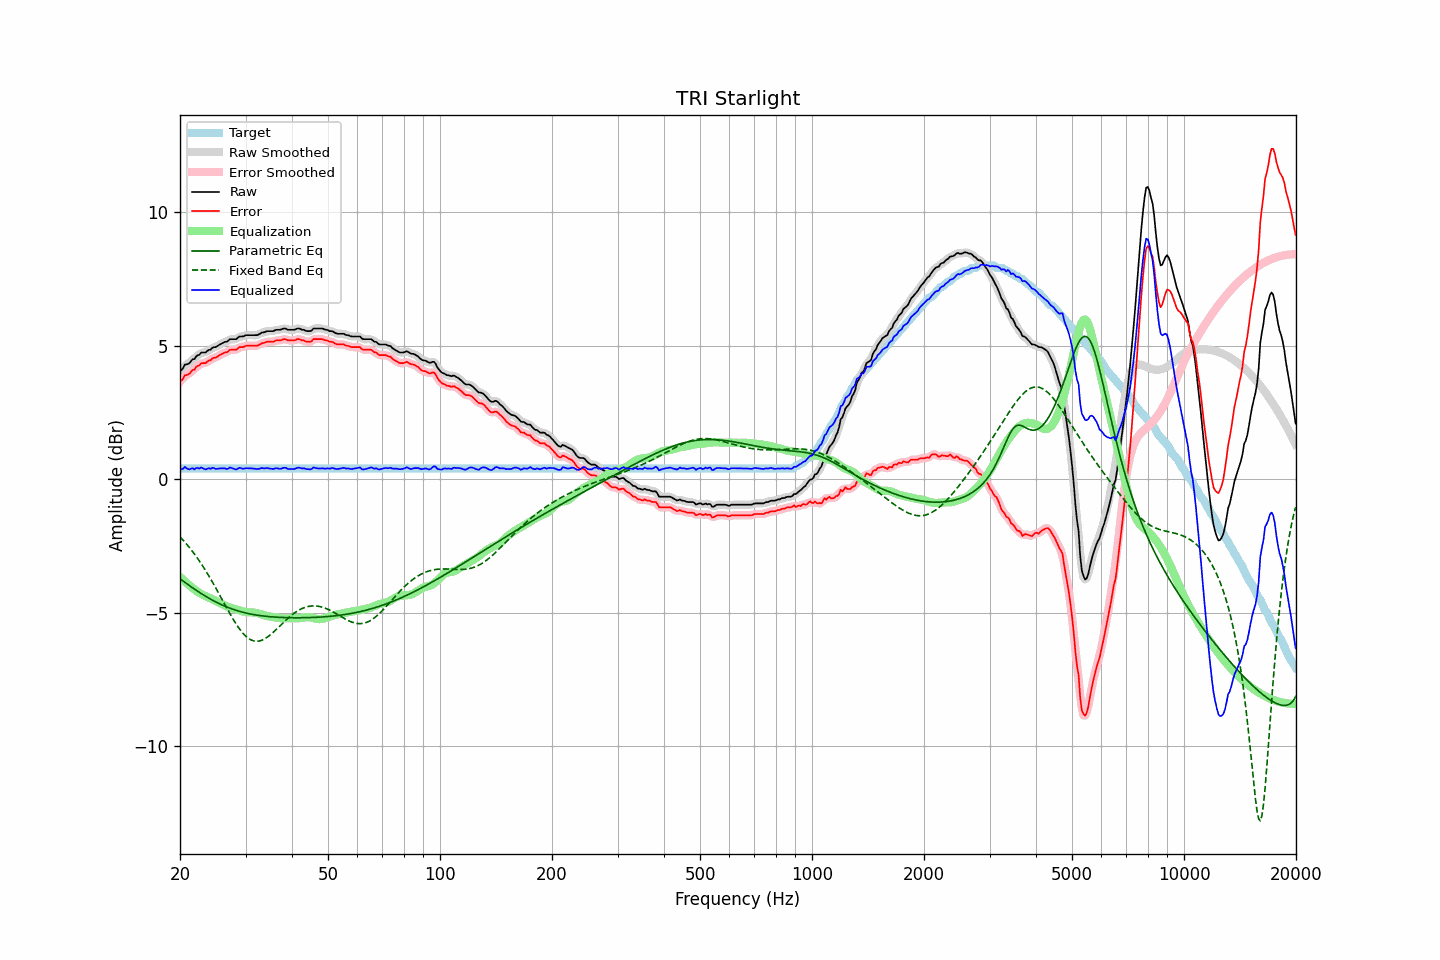 TRI Starlight
Target
Raw Smoothed
Error Smoothed
Raw
Error
Equalization
Parametric Eq
Fixed Band Eq
Equalized
Amplitude (dBr)
10
5
0
−5
−10
20
50
100
200
500
1000
2000
5000
10000
20000
Frequency (Hz)